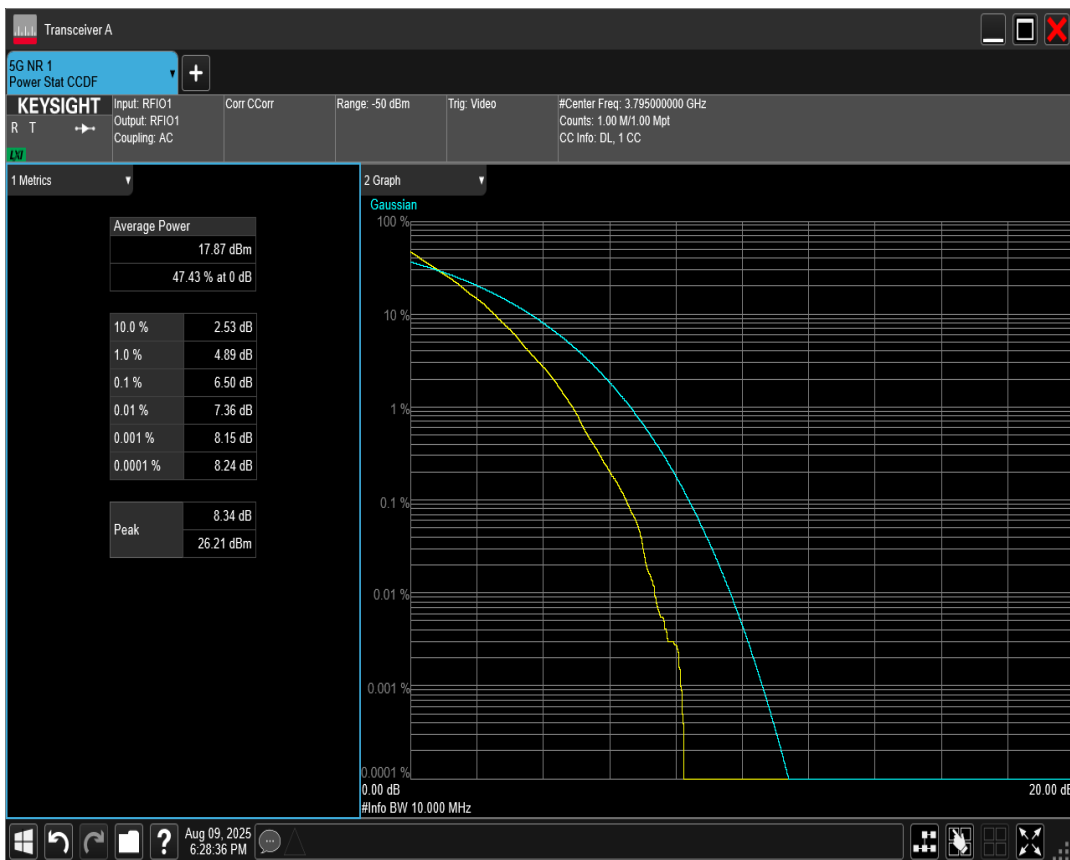 Transceiver A
5G NR 1
Power Stat CCDF
KEYSIGHT
R T
LXI
Input: RFIO1
Output: RFIO1
Coupling: AC
Corr CCorr
Range: -50 dBm
Trig: Video
#Center Freq: 3.795000000 GHz
Counts: 1.00 M/1.00 Mpt
CC Info: DL, 1 CC
1 Metrics
Average Power
17.87 dBm
47.43 % at 0 dB
10.0 % 2.53 dB
1.0 % 4.89 dB
0.1 % 6.50 dB
0.01 % 7.36 dB
0.001 % 8.15 dB
0.0001 % 8.24 dB
Peak
8.34 dB
26.21 dBm
2 Graph
Gaussian
100 %
10 %
1 %
0.1 %
0.01 %
0.001 %
0.0001 %
0.00 dB 20.00 dB
#Info BW 10.000 MHz
?
Aug 09, 2025
6:28:36 PM